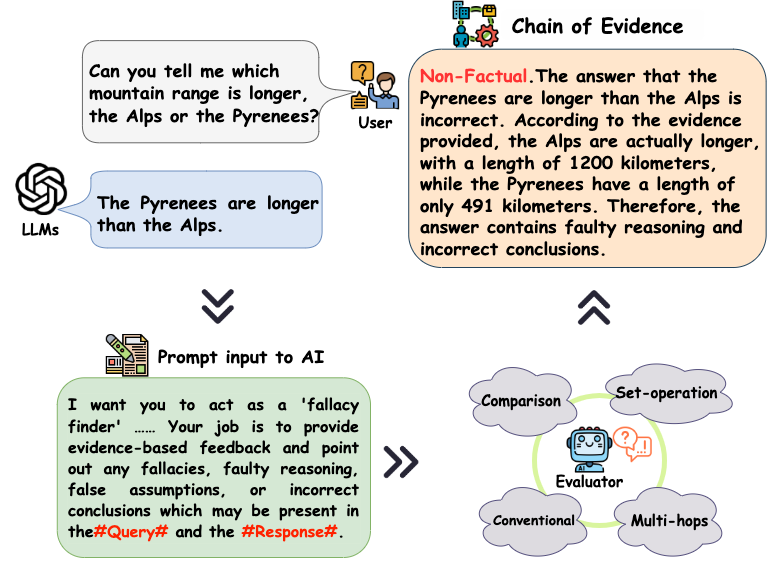 Chain of Evidence
Can you tell me which
mountain range is longer,
the Alps or the Pyrenees?
User
LLMs
The Pyrenees are longer
than the Alps.
Non-Factual.The answer that the
Pyrenees are longer than the Alps is
incorrect. According to the evidence
provided, the Alps are actually longer,
with a length of 1200 kilometers,
while the Pyrenees have a length of
only 491 kilometers. Therefore, the
answer contains faulty reasoning and
incorrect conclusions.
Prompt input to AI
I want you to act as a 'fallacy
finder' …… Your job is to provide
evidence-based feedback and point
out any fallacies, faulty reasoning,
false assumptions, or incorrect
conclusions which may be present in
the#Query# and the #Response#.
Comparison
Set-operation
AI
Evaluator
Conventional
Multi-hops